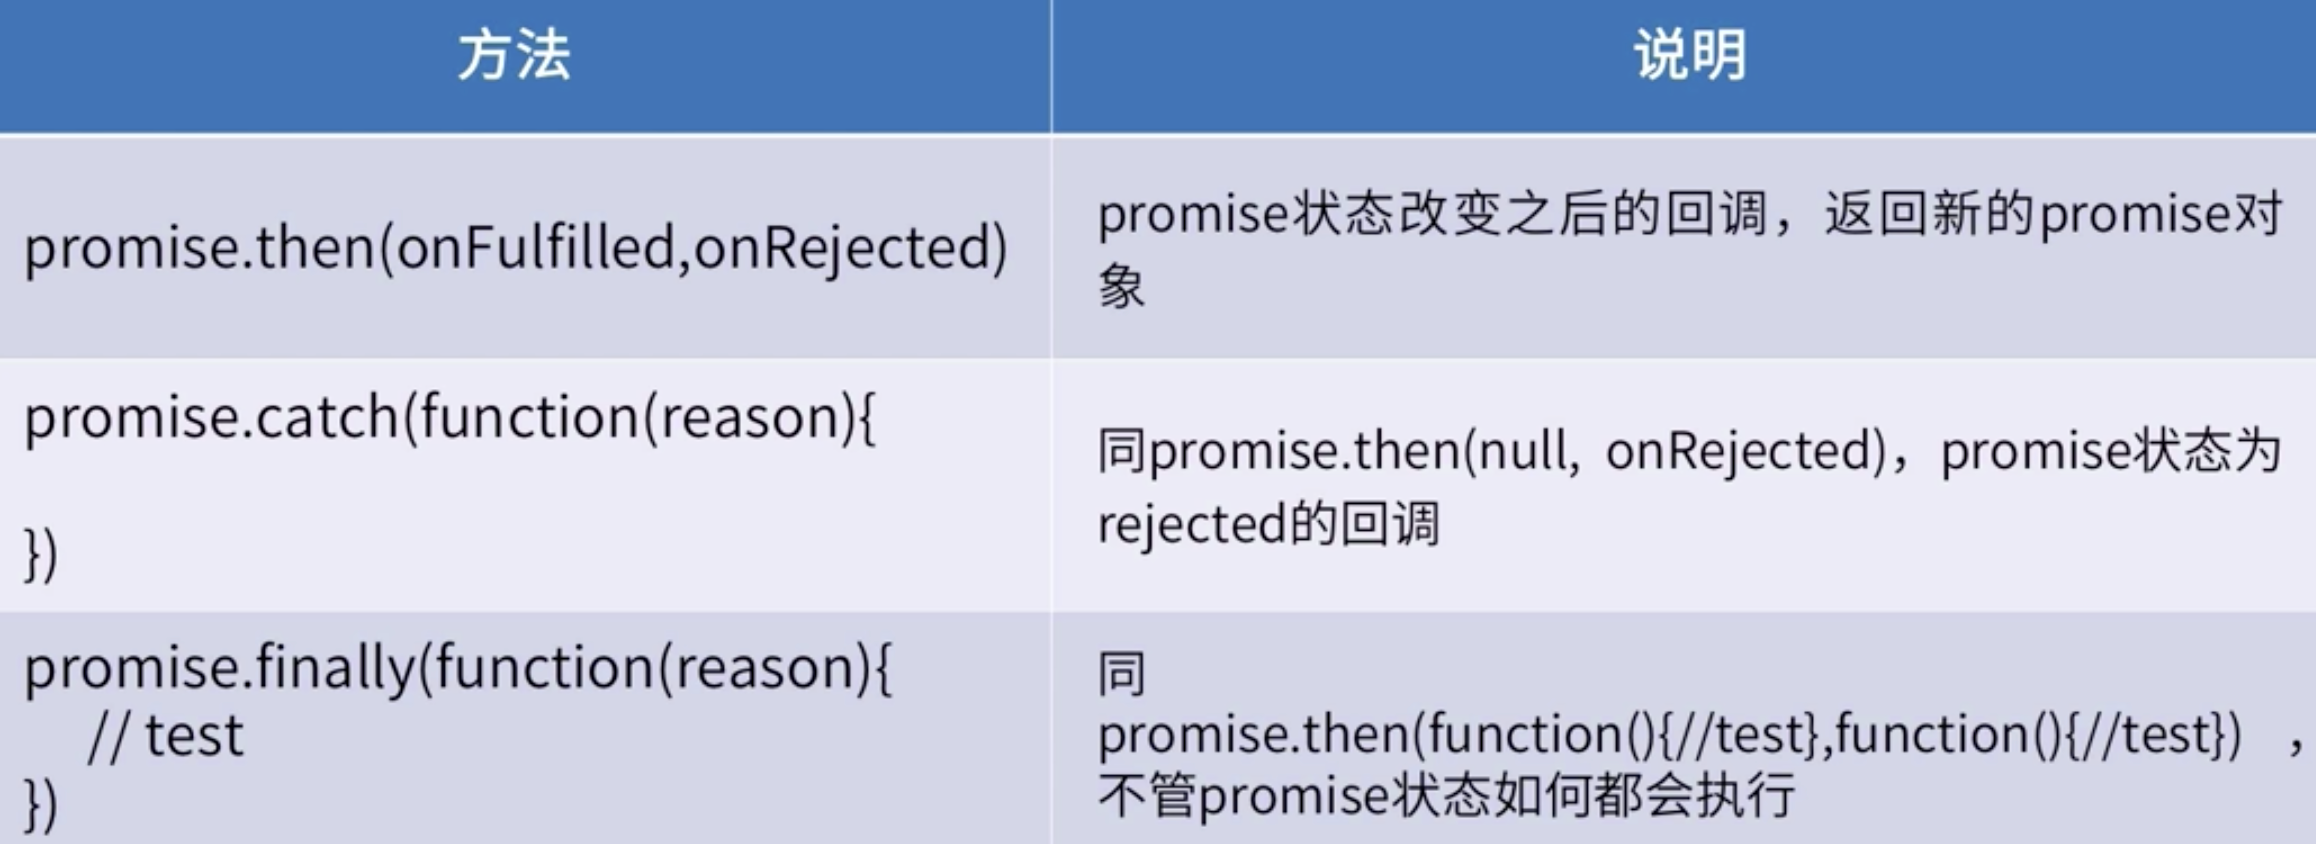 方法
说明
promise.then(onFulfilled,onRejected)
promise状态改变之后的回调，返回新的promise对
象
promise.catch(function(reason){
})
同promise.then(null, onRejected)，promise状态为
rejected的回调
promise.finally(function(reason){
// test
})
同
promise.then(function(){//test},function(){//test}) ，
不管promise状态如何都会执行